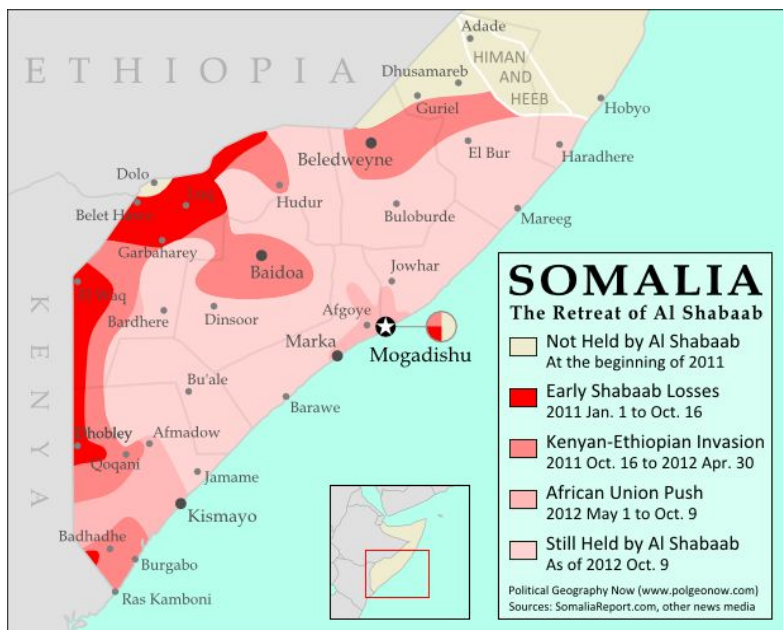 ETHIOPIA
KENYA
Adade
HIMAN
AND
HEEB
Dhusamareb
Guriel
Hobyo
Beledweyne
El Bur
Haradhere
Dolo
Hudur
Buloburde
Mareeg
Garbaharey
Baidoa
Jowhar
Bardhere
Dinsoor
Afgoye
Marka
Mogadishu
Bu'ale
Barawe
Dhobley
Afmadow
Qoqani
Jamame
Kismayo
Badhadhe
Burgabo
Ras Kamboni
SOMALIA
The Retreat of Al Shabaab
Not Held by Al Shabaab
At the beginning of 2011
Early Shabaab Losses
2011 Jan. 1 to Oct. 16
Kenyan-Ethiopian Invasion
2011 Oct. 16 to 2012 Apr. 30
African Union Push
2012 May 1 to Oct. 9
Still Held by Al Shabaab
As of 2012 Oct. 9
Political Geography Now (www.polgeonow.com)
Sources: SomaliaReport.com, other news media